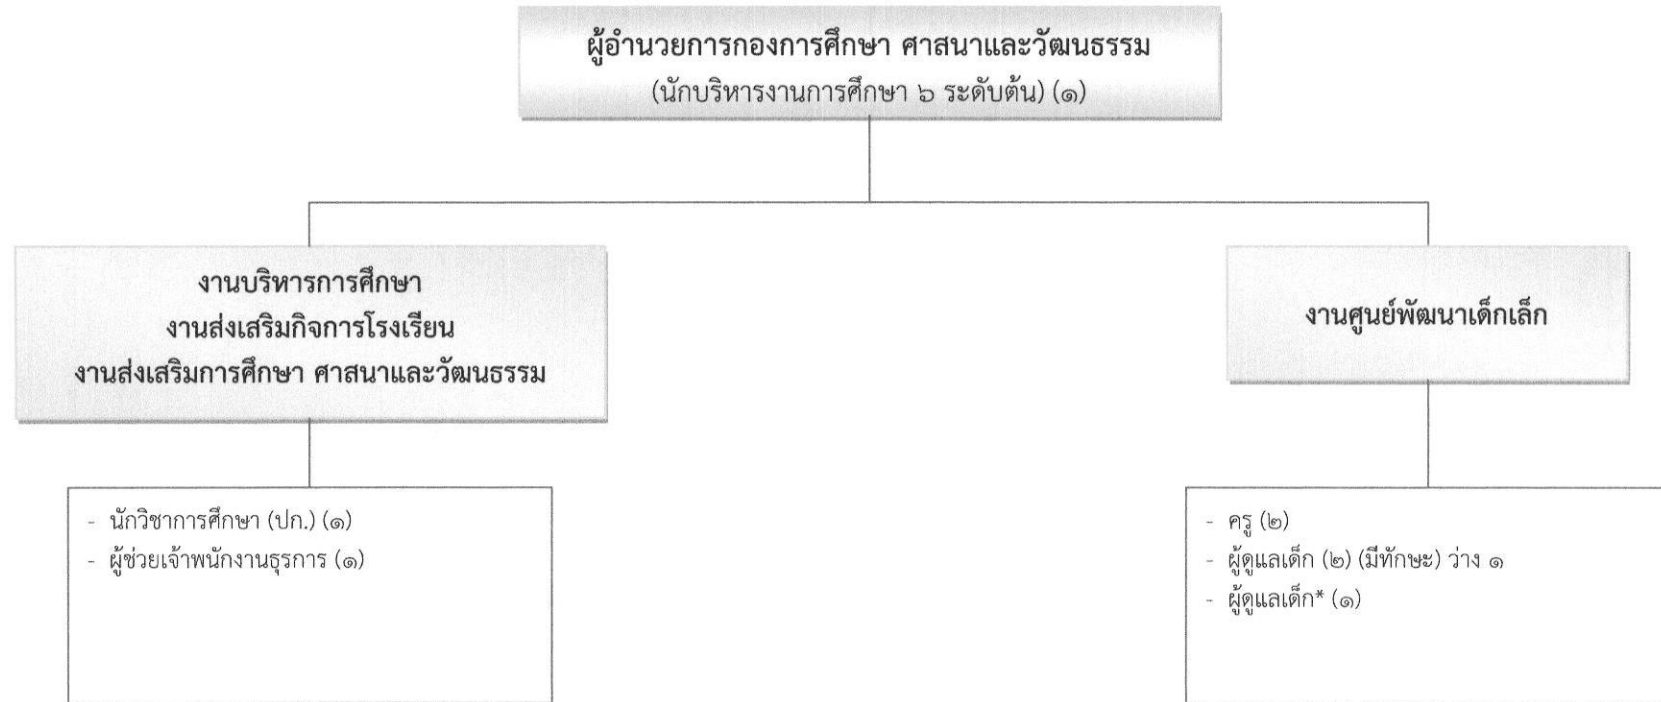 ผู้อำนวยการกองการศึกษา ศาสนาและวัฒนธรรม
(นักบริหารงานการศึกษา ๖ ระดับต้น) (๑)
งานบริหารการศึกษา
งานส่งเสริมกิจการโรงเรียน
งานส่งเสริมการศึกษา ศาสนาและวัฒนธรรม
งานศูนย์พัฒนาเด็กเล็ก
- นักวิชาการศึกษา (ปก.) (๑)
- ผู้ช่วยเจ้าพนักงานธุรการ (๑)
- ครู (๒)
- ผู้ดูแลเด็ก (๒) (มีทักษะ) ว่าง ๑
- ผู้ดูแลเด็ก* (๑)